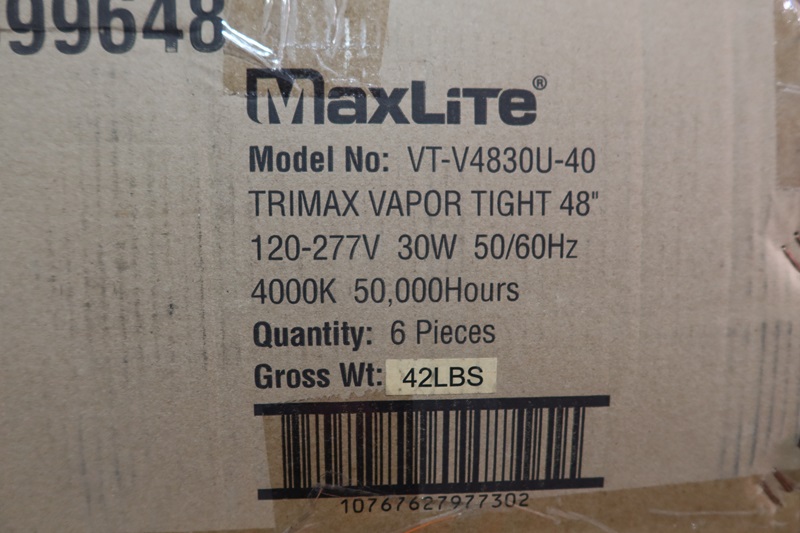 99648
MaxLite®
Model No: VT-V4830U-40
TRIMAX VAPOR TIGHT 48"
120-277V 30W 50/60Hz
4000K 50,000Hours
Quantity: 6 Pieces
Gross Wt: 42LBS
10767627977302